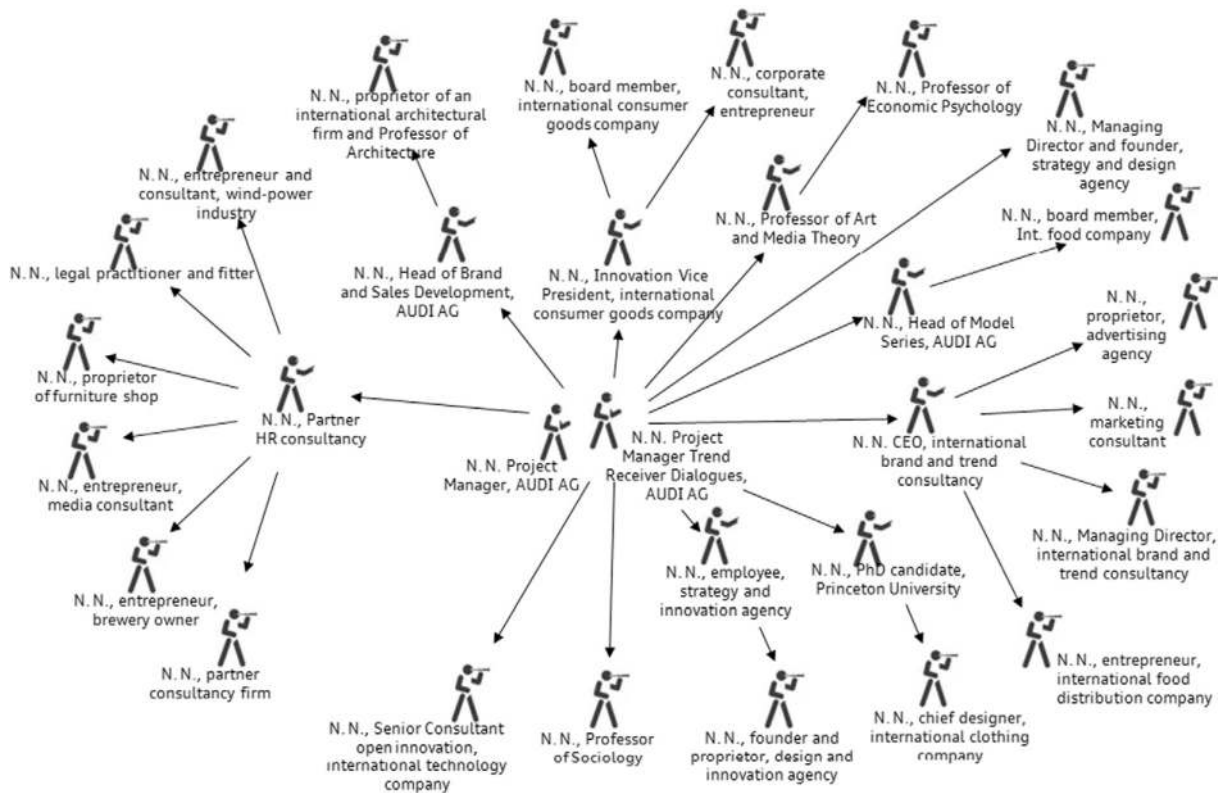 N. N., proprietor of an
international architectural
firm and Professor of
Architecture
N. N., board member,
international consumer
goods company
N. N., corporate
consultant,
entrepreneur
N. N., Professor of
Economic Psychology
N. N., Managing
Director and founder,
strategy and design
agency
N. N., entrepreneur and
consultant, wind-power
industry
N. N., legal practitioner and fitter
N. N., Head of Brand
and Sales Development,
AUDI AG
N. N., Innovation Vice
President, international
consumer goods company
N. N., Professor of Art
and Media Theory
N. N., board member,
Int. food company
N. N., Head of Model
Series, AUDI AG
N. N.,
proprietor,
advertising
agency
N. N., proprietor
of furniture shop
N. N., Partner
HR consultancy
N. N. Project
Manager, AUDI AG
N. N. Project
Manager Trend
Receiver Dialogues,
AUDI AG
N. N. CEO, international
brand and trend
consultancy
N. N.,
marketing
consultant
N. N., entrepreneur,
media consultant
N. N., Managing Director,
international brand and
trend consultancy
N. N., entrepreneur,
brewery owner
N. N., employee,
strategy and
innovation agency
N. N., PhD candidate,
Princeton University
N. N., partner
consultancy firm
N. N., entrepreneur,
international food
distribution company
N. N., Senior Consultant
open innovation,
international technology
company
N. N., Professor
of Sociology
N. N., founder and
proprietor, design and
innovation agency
N. N., chief designer,
international clothing
company